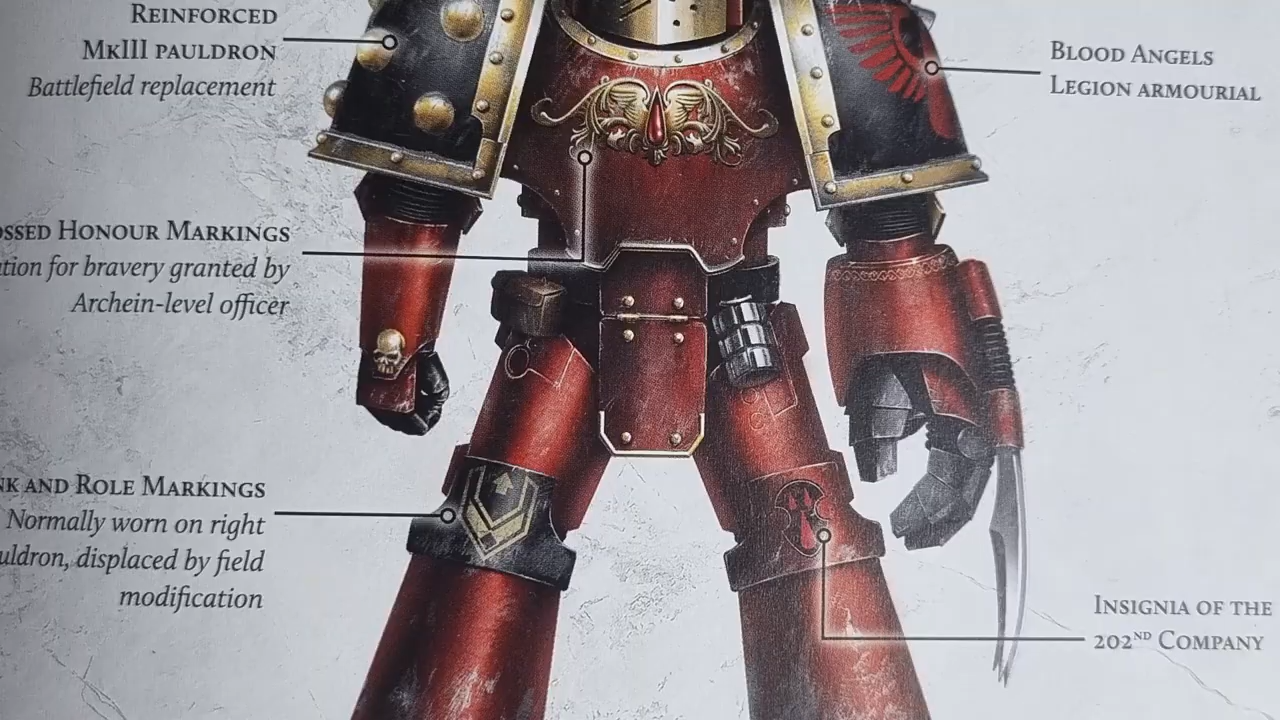 REINFORCED
MKIII PAULDRON
Battlefield replacement
BLOOD ANGELS
LEGION ARMOURIAL
HONOUR MARKINGS
for bravery granted by
Archein-level officer
AND ROLE MARKINGS
Normally worn on right
displaced by field
modification
INSIGNIA OF THE
202ND COMPANY